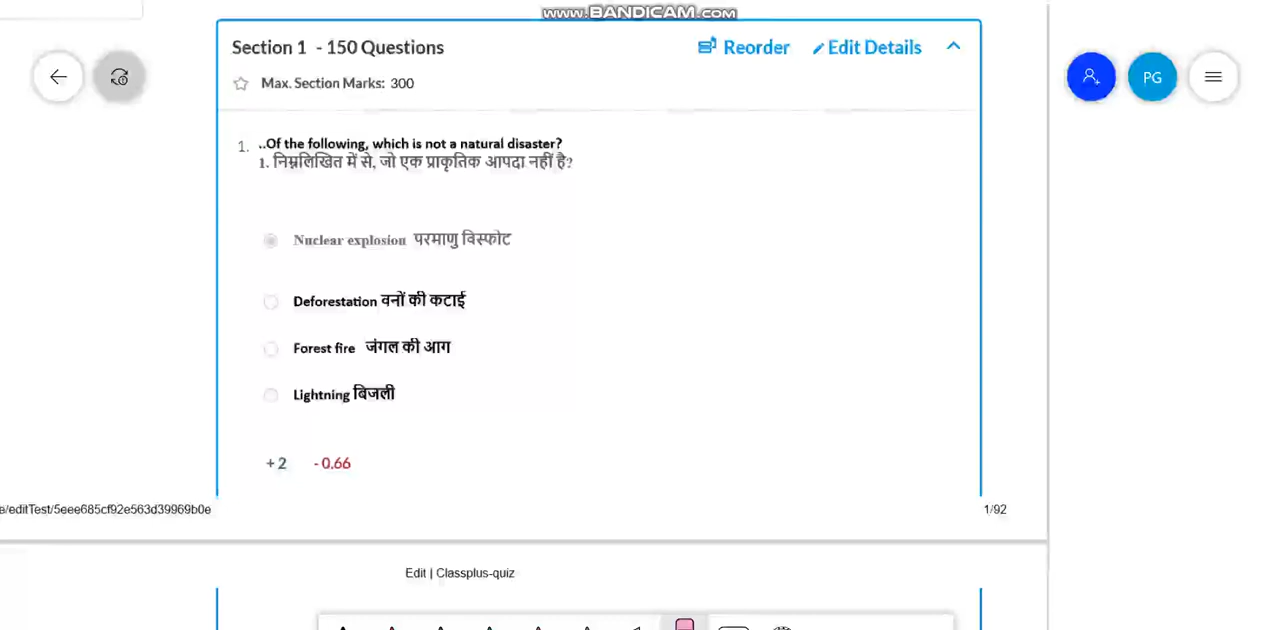 www.BANDICAM.com
Section 1 - 150 Questions
Reorder
Edit Details
Max. Section Marks: 300
PG
1. ..Of the following, which is not a natural disaster?
1. निम्नलिखित में से, जो एक प्राकृतिक आपदा नहीं है?
Nuclear explosion परमाणु विस्फोट
Deforestation वनों की कटाई
Forest fire जंगल की आग
Lightning बिजली
+ 2 - 0.66
e/editTest/5eee685cf92e563d39969b0e
1/92
Edit | Classplus-quiz